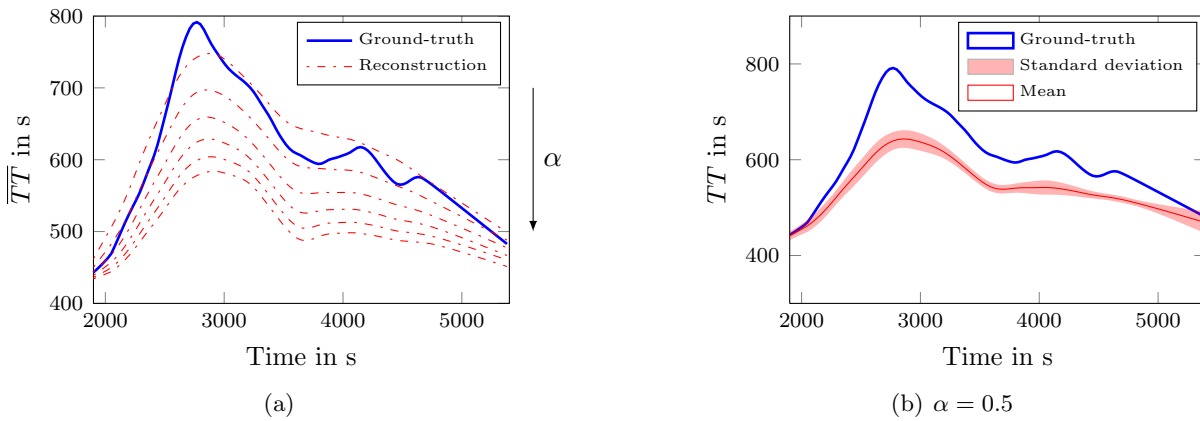 800
700
600
500
400
TT in s
2000
3000
4000
5000
Time in s
Ground-truth
Reconstruction
α
(a)
800
600
400
TT in s
2000
3000
4000
5000
Time in s
Ground-truth
Standard deviation
Mean
(b) α = 0.5